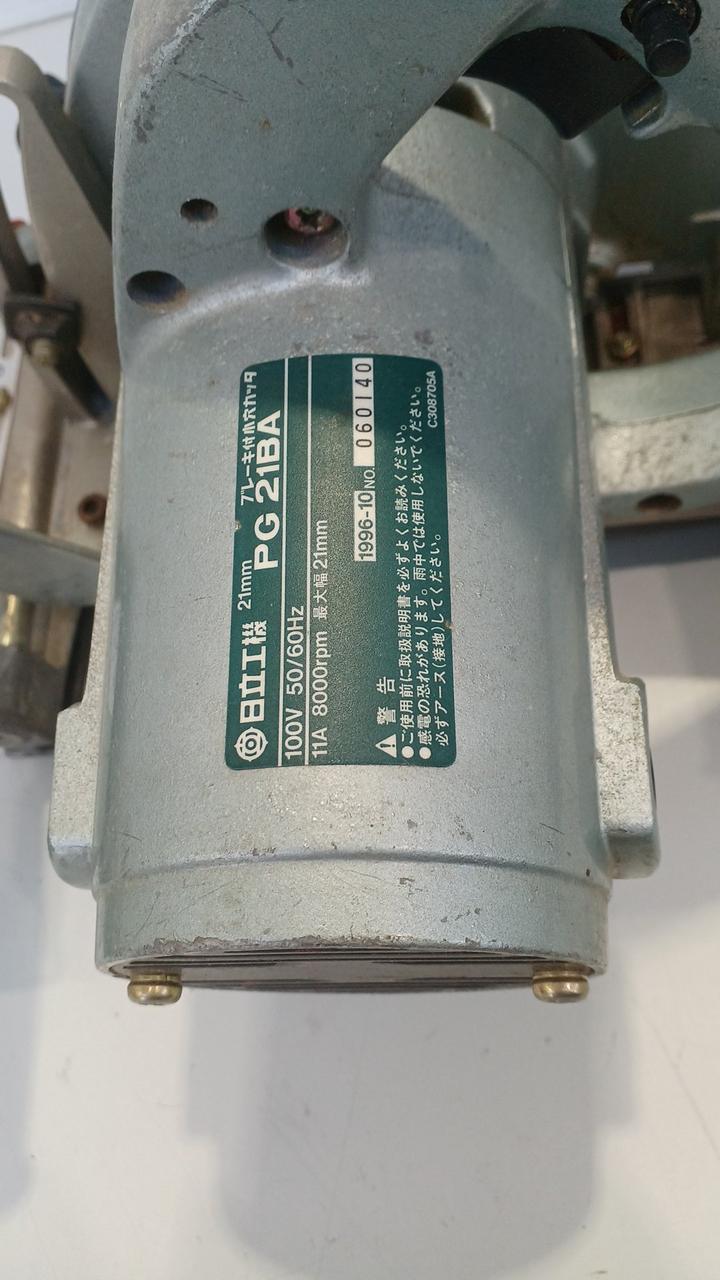 日立工機 21mm ブレーキ付小穴カッタ
PG 21BA
100V 50/60Hz
11A 8000rpm 最大幅 21mm
1996-10 NO. 060140
警告
●ご使用前に取扱説明書を必ずよくお読みください。
●感電の恐れがあります。雨中では使用しないでください。
必ずアース(接地)してください。
C308705A